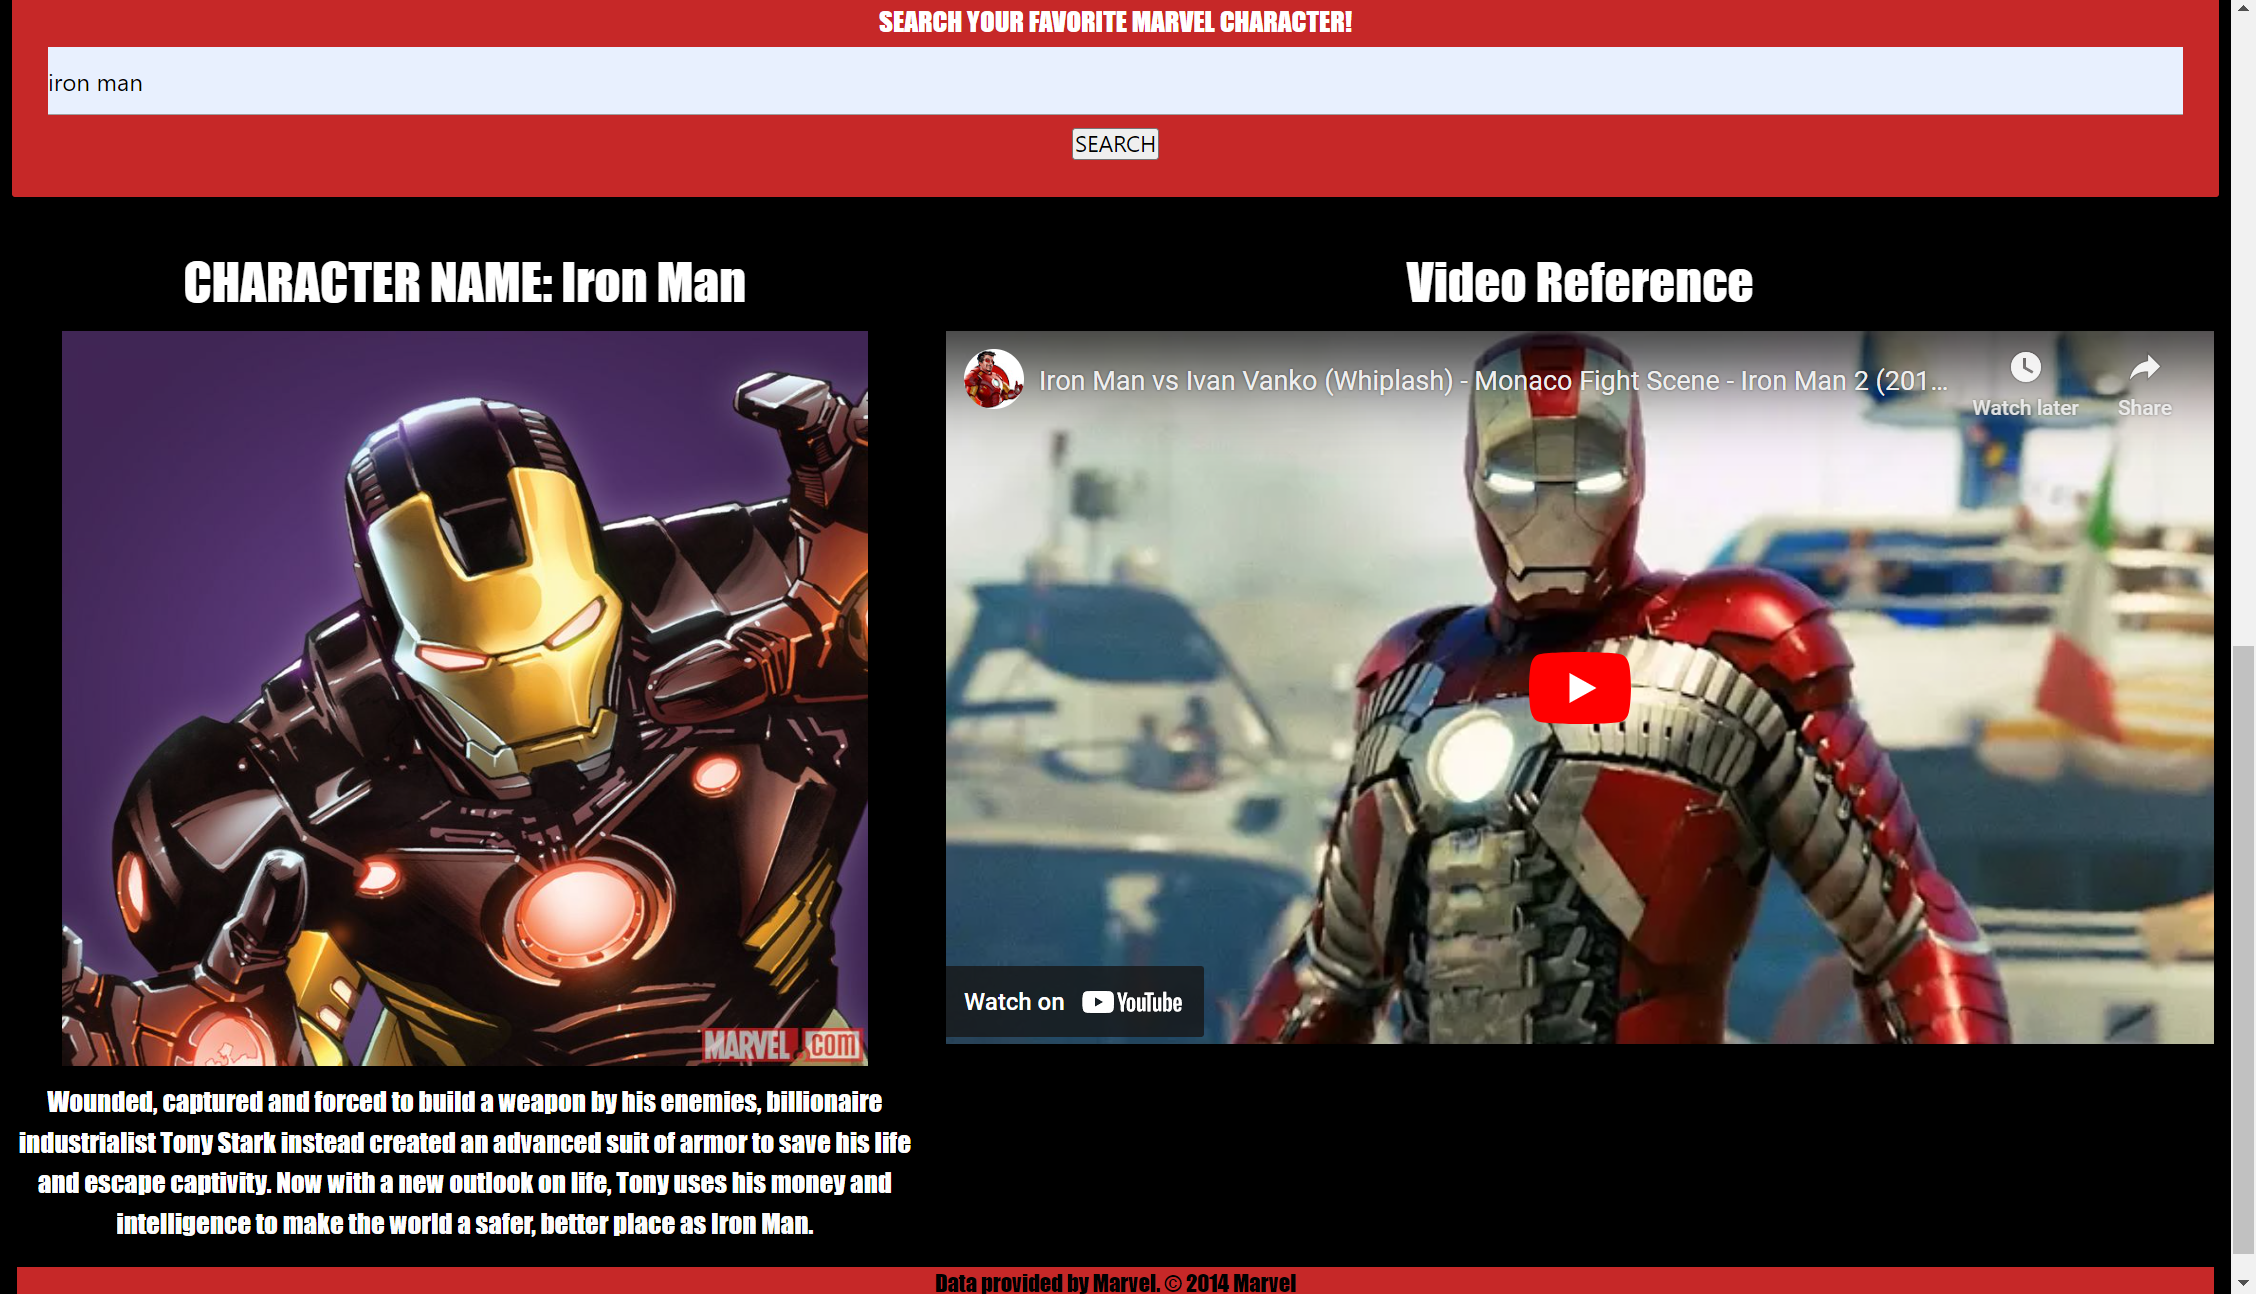 SEARCH YOUR FAVORITE MARVEL CHARACTER!
iron man
SEARCH
CHARACTER NAME: Iron Man
MARVEL.com
Wounded, captured and forced to build a weapon by his enemies, billionaire
industrialist Tony Stark instead created an advanced suit of armor to save his life
and escape captivity. Now with a new outlook on life, Tony uses his money and
intelligence to make the world a safer, better place as Iron Man.
Video Reference
Iron Man vs Ivan Vanko (Whiplash) - Monaco Fight Scene - Iron Man 2 (201...
Watch later
Share
Watch on YouTube
Data provided by Marvel. © 2014 Marvel